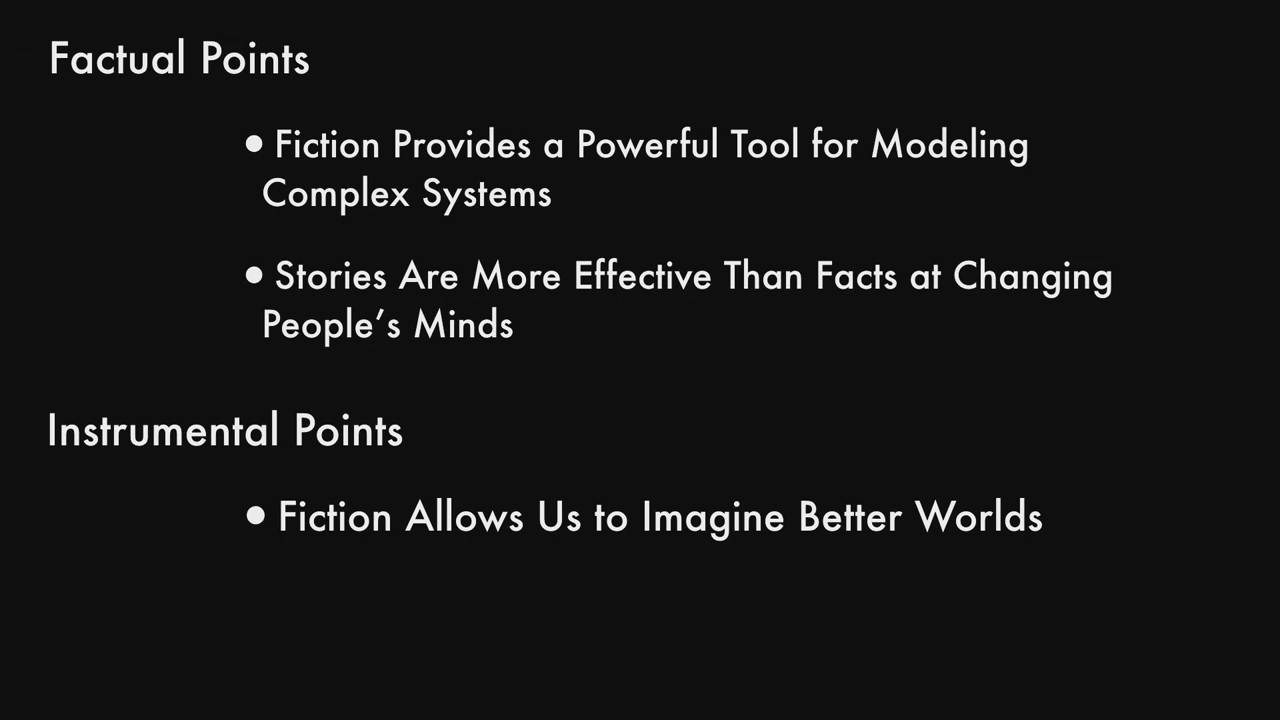 Factual Points
• Fiction Provides a Powerful Tool for Modeling
Complex Systems
• Stories Are More Effective Than Facts at Changing
People’s Minds
Instrumental Points
• Fiction Allows Us to Imagine Better Worlds